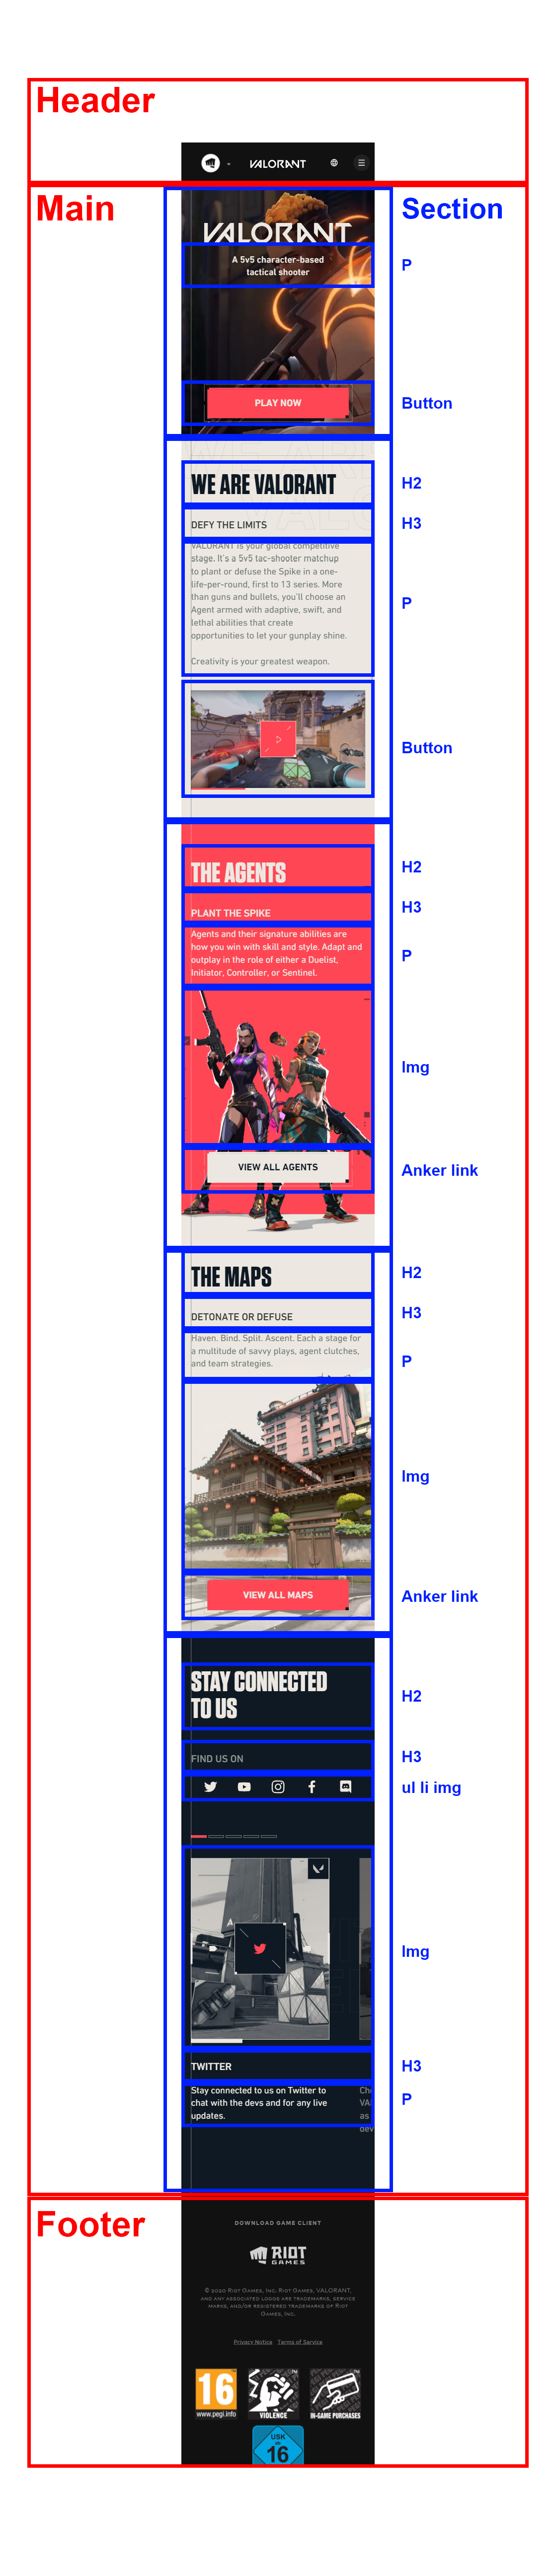 Header
VALORANT
Main
Section
VALORANT
A 5v5 character-based
tactical shooter
P
PLAY NOW
Button
WE ARE VALORANT
H2
DEFY THE LIMITS
H3
VALORANT is your global competitive
stage. It's a 5v5 tac-shooter matchup
to plant or defuse the Spike in a one-
life-per-round, first to 13 series. More
than guns and bullets, you'll choose an
Agent armed with adaptive, swift, and
lethal abilities that create
opportunities to let your gunplay shine.
Creativity is your greatest weapon.
P
Button
THE AGENTS
H2
PLANT THE SPIKE
H3
Agents and their signature abilities are
how you win with skill and style. Adapt and
outplay in the role of either a Duelist,
Initiator, Controller, or Sentinel.
P
Img
VIEW ALL AGENTS
Anker link
THE MAPS
H2
DETONATE OR DEFUSE
H3
Haven. Bind. Split. Ascent. Each a stage for
a multitude of savvy plays, agent clutches,
and team strategies.
P
Img
VIEW ALL MAPS
Anker link
STAY CONNECTED
TO US
H2
FIND US ON
H3
ul li img
Img
TWITTER
H3
Stay connected to us on Twitter to
chat with the devs and for any live
updates.
P
Footer
DOWNLOAD GAME CLIENT
RIOT
GAMES
© 2020 Riot Games, Inc. Riot Games, VALORANT,
and any associated logos are trademarks, service
marks, and/or registered trademarks of Riot
Games, Inc.
Privacy Notice Terms of Service
16
www.pegi.info
VIOLENCE
IN-GAME PURCHASES
USK
ab
16